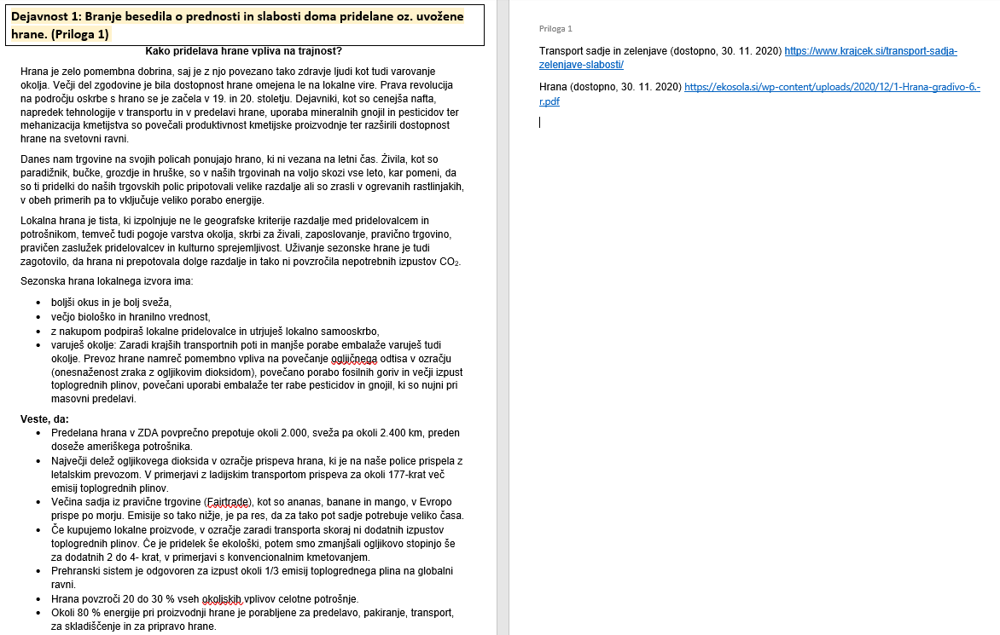 Dejavnost 1: Branje besedila o prednosti in slabosti doma pridelane oz. uvožene
hrane. (Priloga 1)
Kako pridelava hrane vpliva na trajnost?
Hrana je zelo pomembna dobrina, saj je z njo povezano tako zdravje ljudi kot tudi varovanje
okolja. Večji del zgodovine je bila dostopnost hrane omejena le na lokalne vire. Prava revolucija
na področju oskrbe s hrano se je začela v 19. in 20. stoletju. Dejavniki, kot so cenejša nafta,
napredek tehnologije v transportu in v predelavi hrane, uporaba mineralnih gnojil in pesticidov ter
mehanizacija kmetijstva so povečali produktivnost kmetijske proizvodnje ter razširili dostopnost
hrane na svetovni ravni.
Danes nam trgovine na svojih policah ponujajo hrano, ki ni vezana na letni čas. Živila, kot so
paradižnik, bučke, grozdje in hruške, so v naših trgovinah na voljo skozi vse leto, kar pomeni, da
so ti pridelki do naših trgovskih polic pripotovali velike razdalje ali so zrasli v ogrevanih rastlinjakih,
v obeh primerih pa to vključuje veliko porabo energije.
Lokalna hrana je tista, ki izpolnjuje ne le geografske kriterije razdalje med pridelovalcem in
potrošnikom, temveč tudi pogoje varstva okolja, skrbi za živali, zaposlovanje, pravično trgovino,
pravičen zaslužek pridelovalcev in kulturno sprejemljivost. Uživanje sezonske hrane je tudi
zagotovilo, da hrana ni prepotovala dolge razdalje in tako ni povzročila nepotrebnih izpustov CO₂.
Sezonska hrana lokalnega izvora ima:
• boljši okus in je bolj sveža,
• večjo biološko in hranilno vrednost,
• z nakupom podpiraš lokalne pridelovalce in utrjuješ lokalno samooskrbo,
• varuješ okolje: Zaradi krajših transportnih poti in manjše porabe embalaže varuješ tudi
okolje. Prevoz hrane namreč pomembno vpliva na povečanje ogljičnega odtisa v ozračju
(onesnaženost zraka z ogljikovim dioksidom), povečano porabo fosilnih goriv in večji izpust
toplogrednih plinov, povečani uporabi embalaže ter rabe pesticidov in gnojil, ki so nujni pri
masovni predelavi.
Veste, da:
• Predelana hrana v ZDA povprečno prepotuje okoli 2.000, sveža pa okoli 2.400 km, preden
doseže ameriškega potrošnika.
• Največji delež ogljikovega dioksida v ozračje prispeva hrana, ki je na naše police prispela z
letalskim prevozom. V primerjavi z ladijskim transportom prispeva za okoli 177-krat več
emisij toplogrednih plinov.
• Večina sadja iz pravične trgovine (Fairtrade), kot so ananas, banane in mango, v Evropo
prispe po morju. Emisije so tako nižje, je pa res, da za tako pot sadje potrebuje veliko časa.
• Če kupujemo lokalne proizvode, v ozračje zaradi transporta skoraj ni dodatnih izpustov
toplogrednih plinov. Če je pridelek še ekološki, potem smo zmanjšali ogljikovo stopinjo še
za dodatnih 2 do 4- krat, v primerjavi s konvencionalnim kmetovanjem.
• Prehranski sistem je odgovoren za izpust okoli 1/3 emisij toplogrednega plina na globalni
ravni.
• Hrana povzroči 20 do 30 % vseh okoljskih vplivov celotne potrošnje.
• Okoli 80 % energije pri proizvodnji hrane je porabljene za predelavo, pakiranje, transport,
za skladiščenje in za pripravo hrane.
Priloga 1
Transport sadje in zelenjave (dostopno, 30. 11. 2020) https://www.krajcek.si/transport-sadja-
zelenjave-slabosti/
Hrana (dostopno, 30. 11. 2020) https://ekosola.si/wp-content/uploads/2020/12/1-Hrana-gradivo-6.-
r.pdf